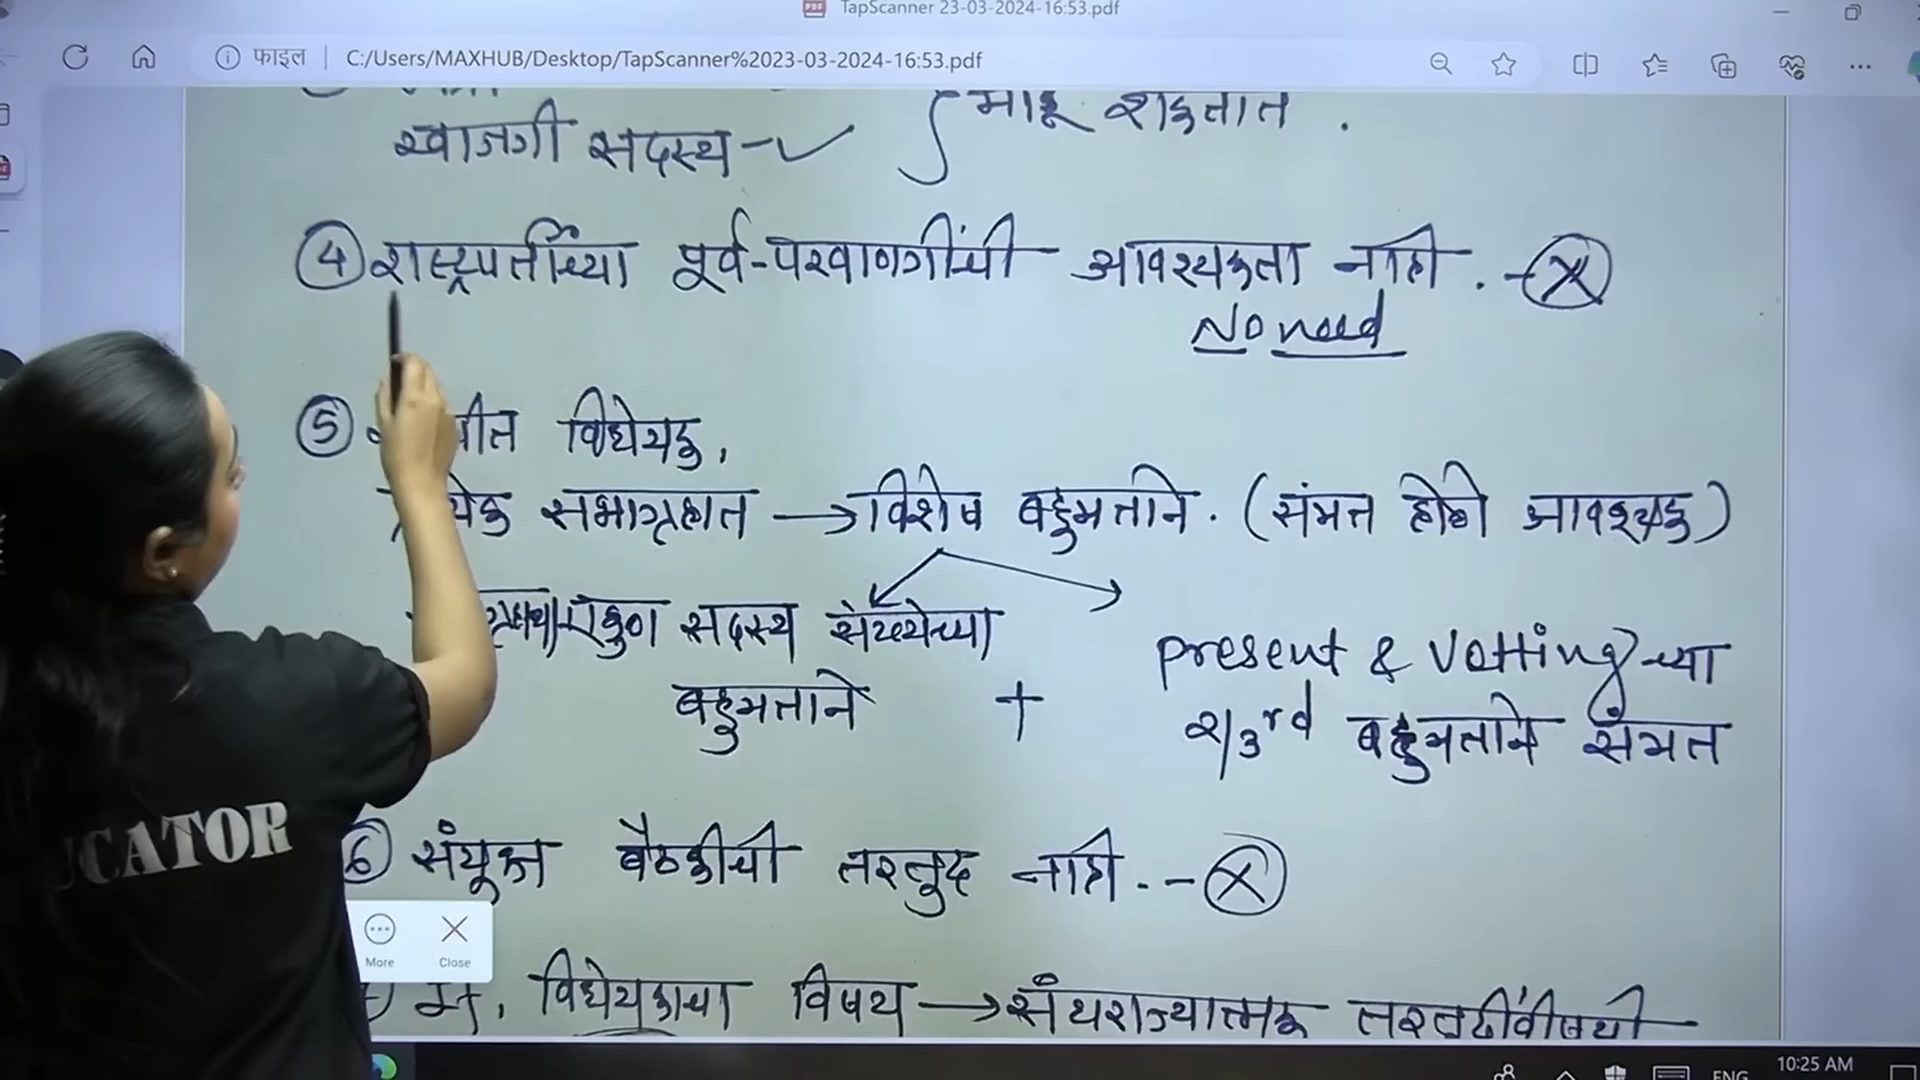 TapScanner 23-03-2024-16:53.pdf
फाइल C:/Users/MAXHUB/Desktop/TapScanner%2023-03-2024-16:53.pdf
मांडू शकतात.
खाजगी सदस्य - ✓
④ राष्ट्रपतींच्या पूर्व-परवानगीची आवश्यकता नाही. - Ⓧ
No need
⑤ विधेयक,
सभागृहात → विशेष बहुमताने. (संमत होणे आवश्यक)
एकुण सदस्य संख्येच्या
बहुमताने + present & Votting च्या
2/3rd बहुमताने संमत
CATOR
6 संयुक्त बैठकीची तरतुद नाही. - Ⓧ
More Close
विधेयकाचा विषय → संघराज्यात्मक तरतुदींविषयी
ENG 10:25 AM